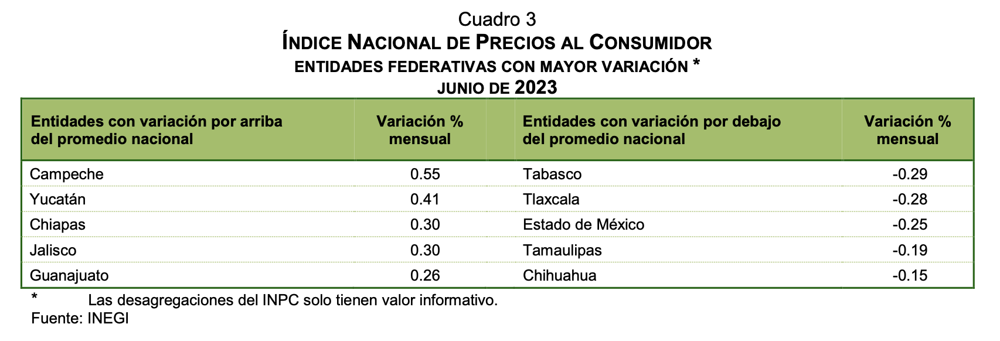 Cuadro 3
ÍNDICE NACIONAL DE PRECIOS AL CONSUMIDOR
ENTIDADES FEDERATIVAS CON MAYOR VARIACIÓN *
JUNIO DE 2023
Entidades con variación por arriba del promedio nacional Variación % mensual Entidades con variación por debajo del promedio nacional Variación % mensual
Campeche 0.55 Tabasco -0.29
Yucatán 0.41 Tlaxcala -0.28
Chiapas 0.30 Estado de México -0.25
Jalisco 0.30 Tamaulipas -0.19
Guanajuato 0.26 Chihuahua -0.15
* Las desagregaciones del INPC solo tienen valor informativo.
Fuente: INEGI